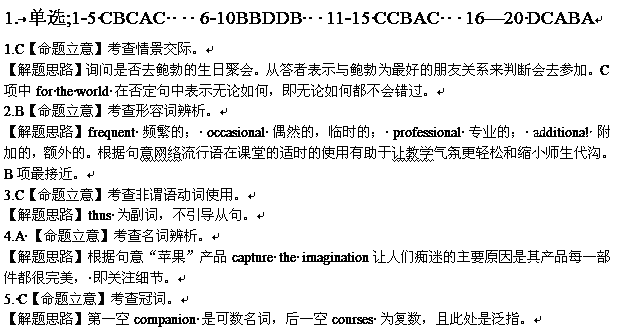 1.→单选;1-5·CBCAC·· ·· 6-10BBDDB·· ·11-15·CCBAC·· · 16—20·DCABA↵
1.C【命题立意】考查情景交际。↵
【解题思路】询问是否去鲍勃的生日聚会。从答者表示与鲍勃为最好的朋友关系来判断会去参加。C
项中 for·the·world·在否定句中表示无论如何，即无论如何都不会错过。↵
2.B【命题立意】考查形容词辨析。↵
【解题思路】frequent· 频繁的；· occasional· 偶然的，临时的；· professional· 专业的；· additional· 附
加的，额外的。根据句意网络流行语在课堂的适时的使用有助于让教学气氛更轻松和缩小师生代沟。
B 项最接近。↵
3.C【命题立意】考查非谓语动词使用。↵
【解题思路】thus· 为副词，不引导从句。↵
4.A·【命题立意】考查名词辨析。↵
【解题思路】根据句意“苹果”产品 capture· the· imagination 让人们痴迷的主要原因是其产品每一部
件都很完美，·即关注细节。↵
5.·C【命题立意】考查冠词。↵
【解题思路】第一空 companion· 是可数名词，后一空 courses· 为复数，且此处是泛指。↵